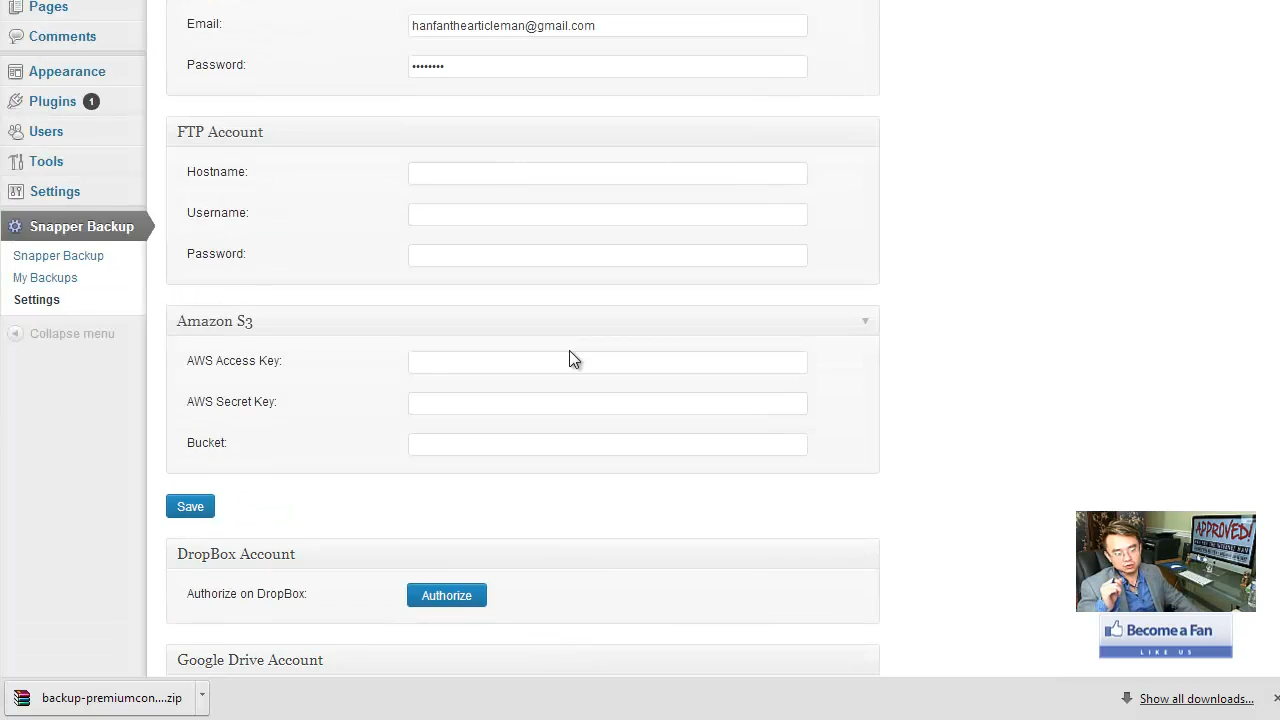 Pages
Comments
Appearance
Plugins 1
Users
Tools
Settings
Snapper Backup
Snapper Backup
My Backups
Settings
Collapse menu
Email: hanfanthearticleman@gmail.com
Password: ••••••••
FTP Account
Hostname:
Username:
Password:
Amazon S3
AWS Access Key:
AWS Secret Key:
Bucket:
Save
DropBox Account
Authorize on DropBox: Authorize
Google Drive Account
APPROVED!
Become a Fan
LIKE US
backup-premiumcon....zip
Show all downloads...